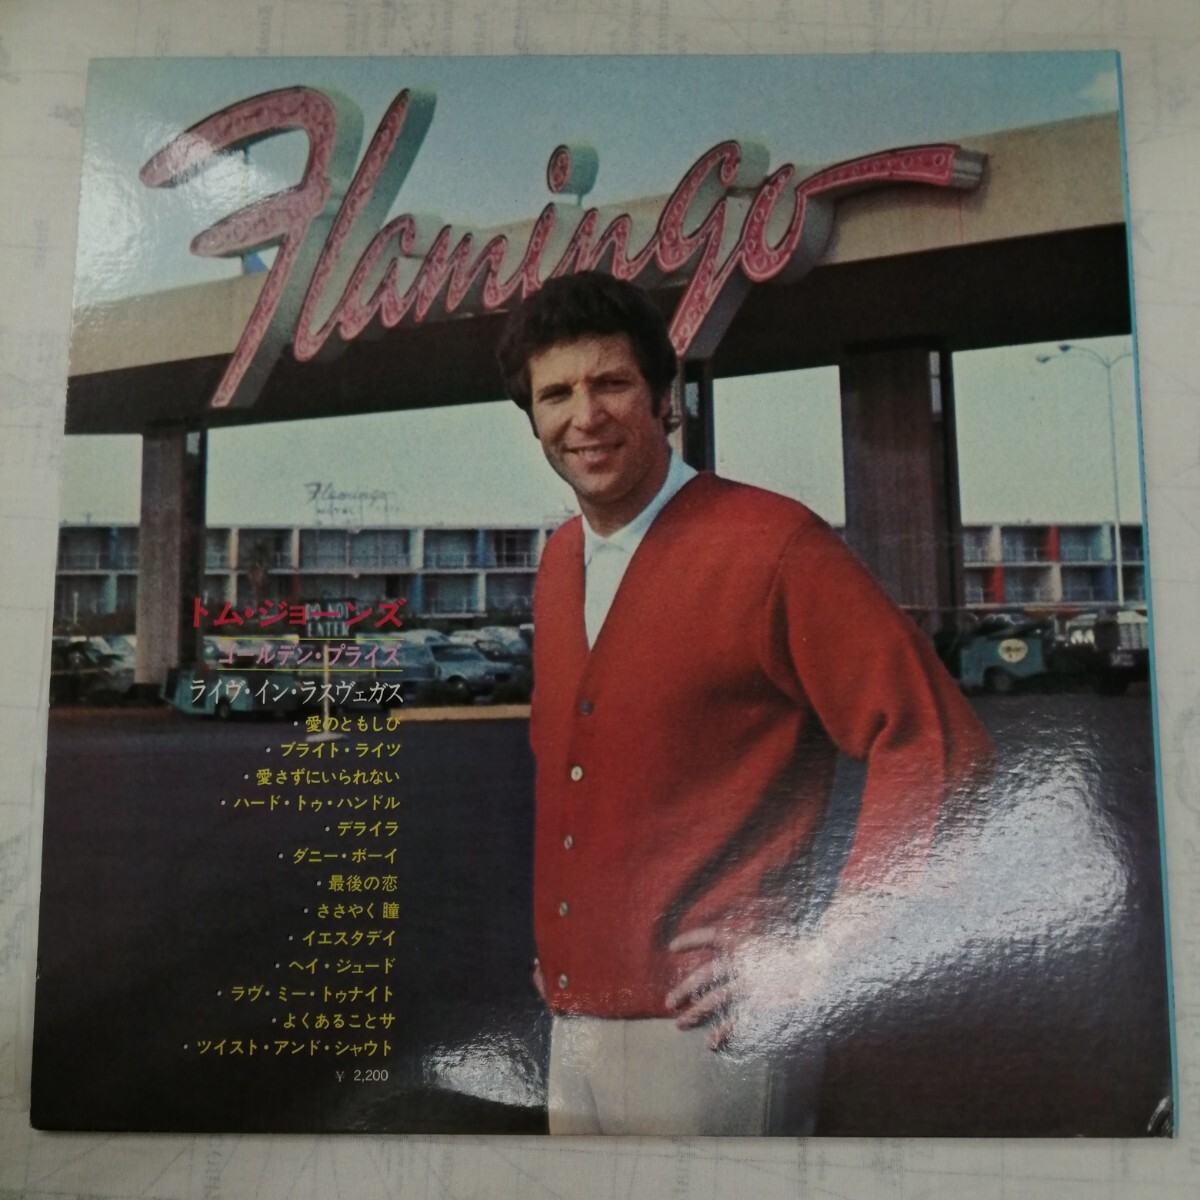 Flamingo
Flamingo
トム・ジョーンズ
ENTER
ゴールデン・プライズ
ライヴ・イン・ラスヴェガス
・愛のともしび
・ブライト・ライツ
・愛さずにいられない
・ハード・トゥ・ハンドル
・デライラ
・ダニー・ボーイ
・最後の恋
・ささやく瞳
・イエスタデイ
・ヘイ・ジュード
・ラヴ・ミー・トゥナイト
・よくあることサ
・ツイスト・アンド・シャウト
¥ 2,200